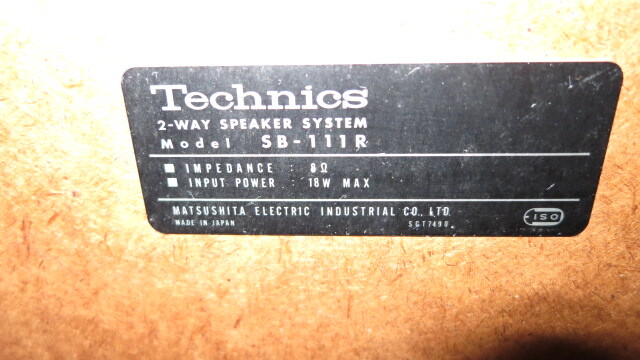 Technics
2-WAY SPEAKER SYSTEM
Model SB-111R
IMPEDANCE : 8Ω
INPUT POWER : 18W MAX
MATSUSHITA ELECTRIC INDUSTRIAL CO., LTD.
MADE IN JAPAN SGT7490
ISO